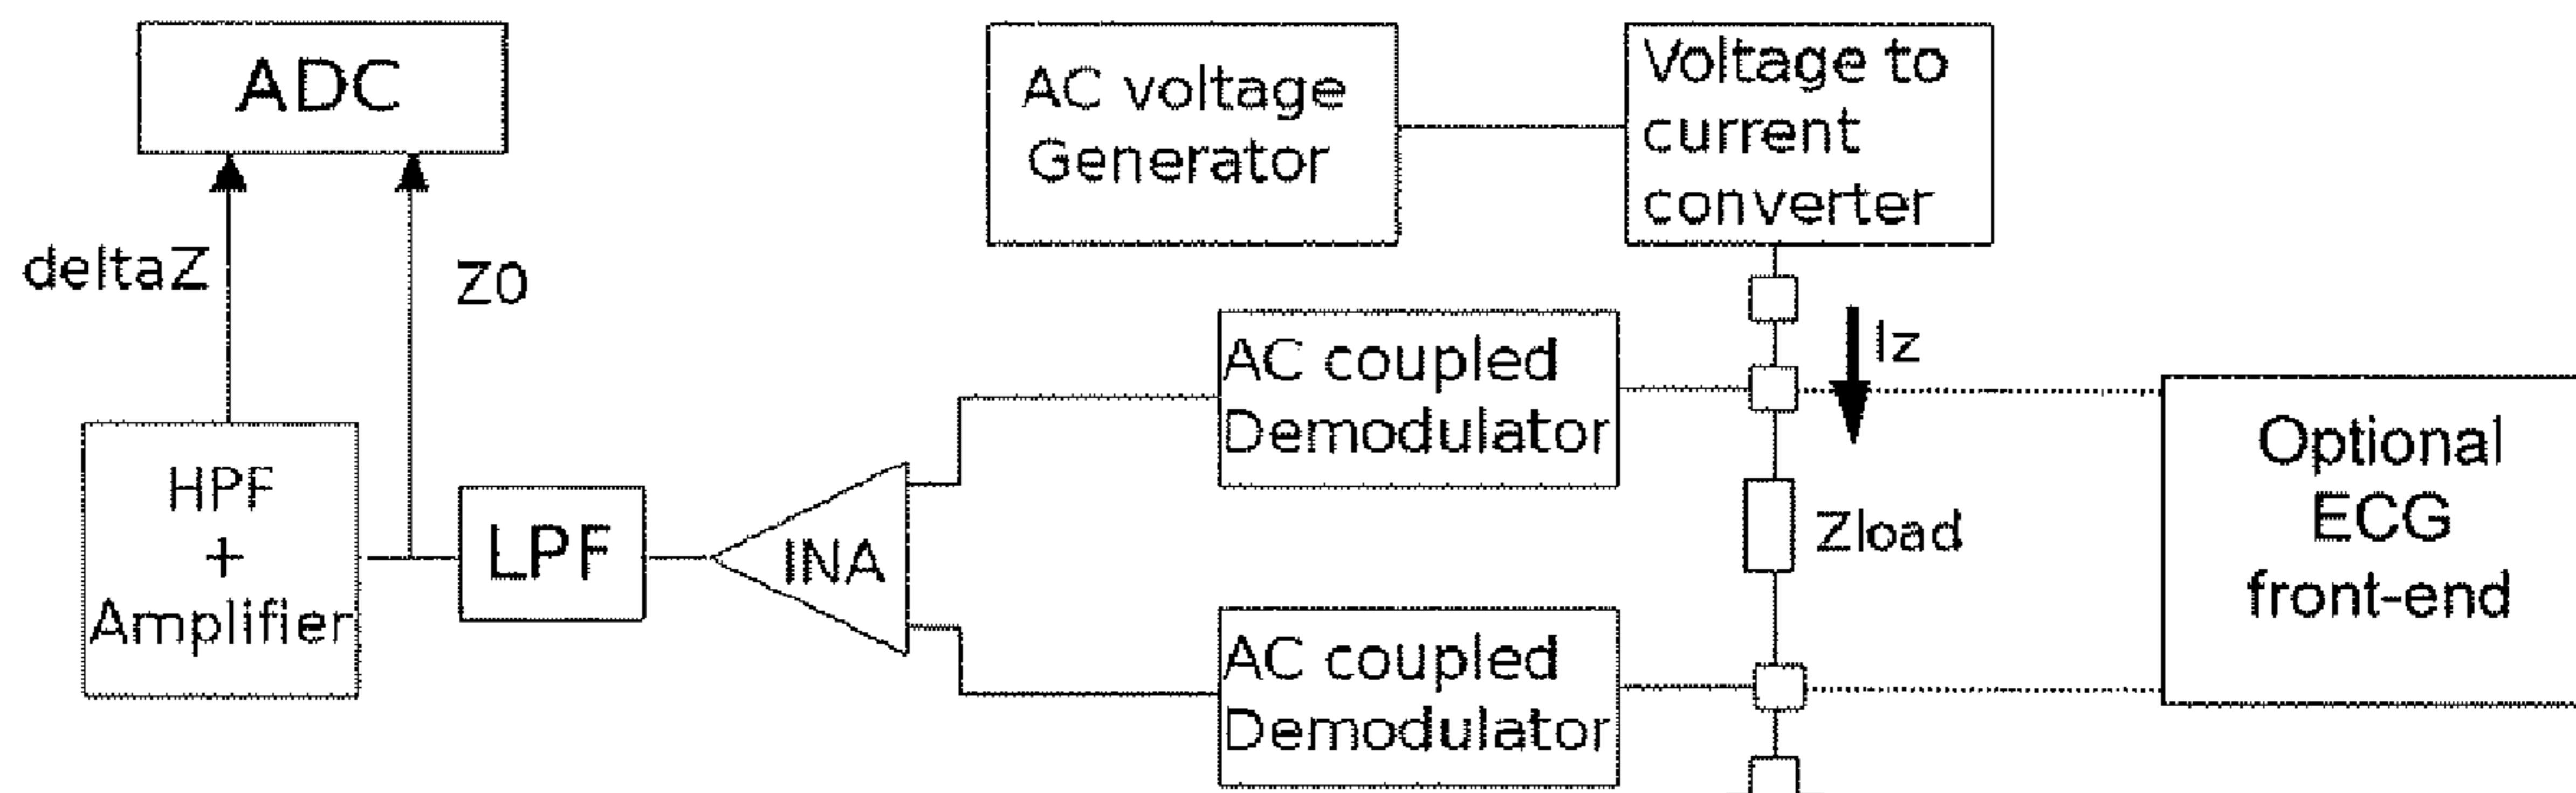 ADC
AC voltage
Generator
Voltage to
current
converter
deltaZ
Z0
Iz
AC coupled
Demodulator
HPF
+
Amplifier
LPF
INA
Zload
Optional
ECG
front-end
AC coupled
Demodulator